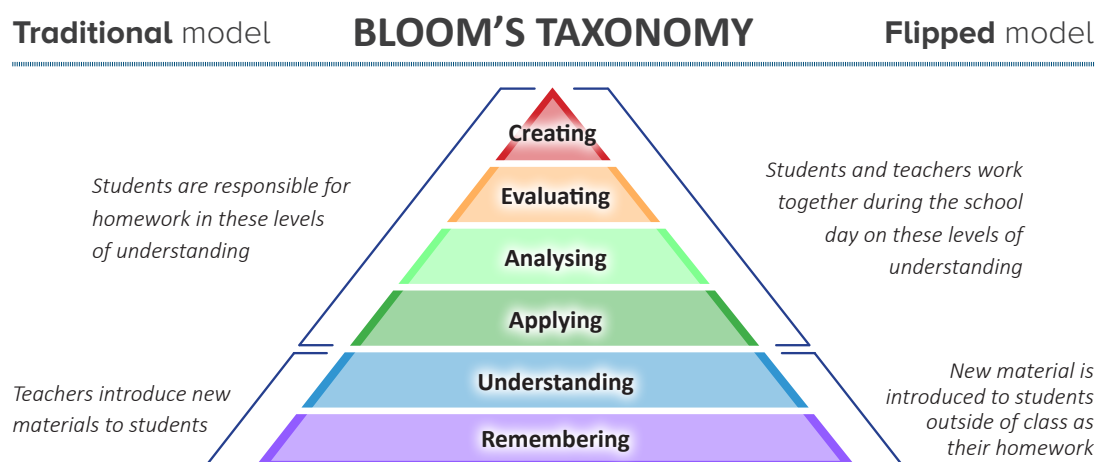 Traditional model
BLOOM'S TAXONOMY
Flipped model
Students are responsible for
homework in these levels
of understanding
Creating
Evaluating
Analysing
Applying
Understanding
Remembering
Students and teachers work
together during the school
day on these levels of
understanding
Teachers introduce new
materials to students
New material is
introduced to students
outside of class as
their homework